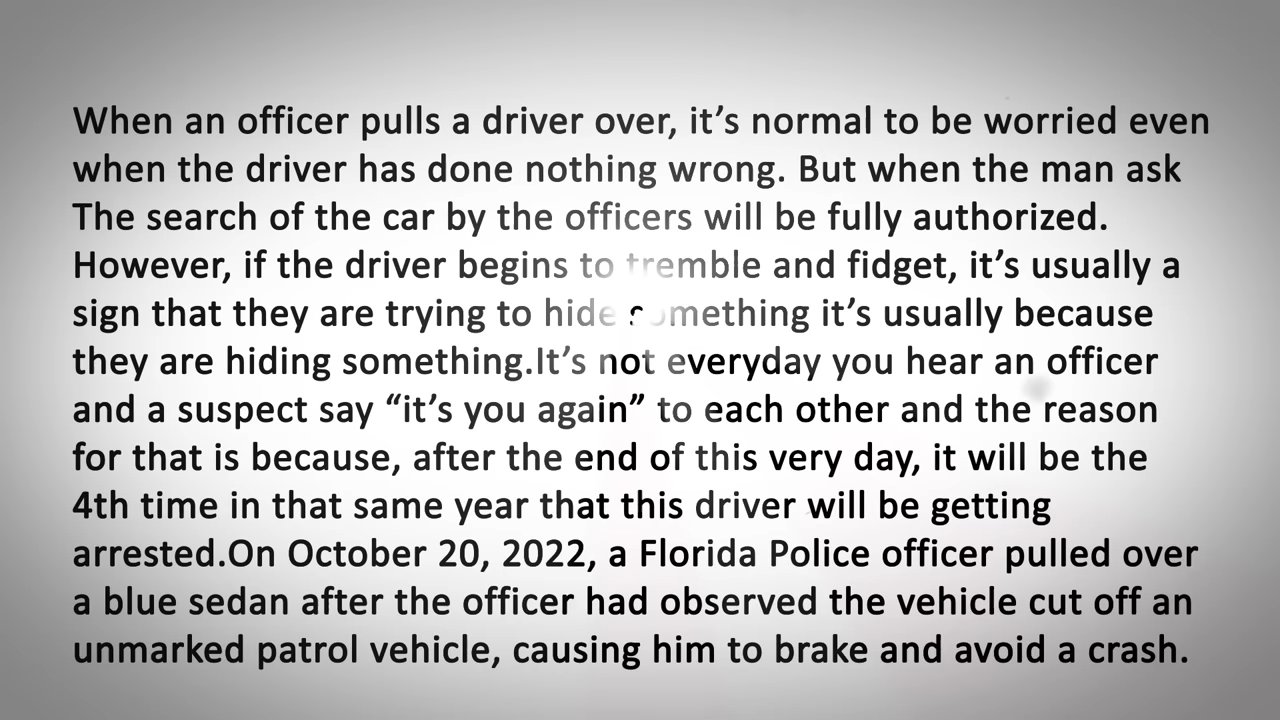 When an officer pulls a driver over, it's normal to be worried even
when the driver has done nothing wrong. But when the man ask
The search of the car by the officers will be fully authorized.
However, if the driver begins to tremble and fidget, it's usually a
sign that they are trying to hide something it's usually because
they are hiding something.It's not everyday you hear an officer
and a suspect say “it's you again” to each other and the reason
for that is because, after the end of this very day, it will be the
4th time in that same year that this driver will be getting
arrested.On October 20, 2022, a Florida Police officer pulled over
a blue sedan after the officer had observed the vehicle cut off an
unmarked patrol vehicle, causing him to brake and avoid a crash.